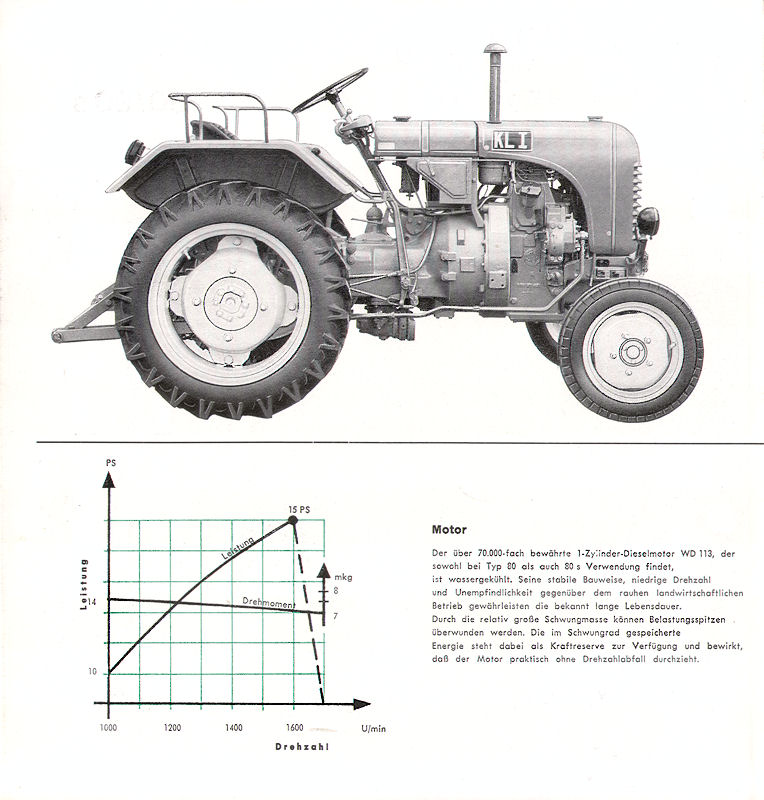 KL I
PS
15 PS
Leistung
mkg
8
Leistung
14
Drehmoment
7
10
1000 1200 1400 1600 U/min
Drehzahl
Motor
Der über 70.000-fach bewährte 1-Zylinder-Dieselmotor WD 113, der
sowohl bei Typ 80 als auch 80 s Verwendung findet,
ist wassergekühlt. Seine stabile Bauweise, niedrige Drehzahl
und Unempfindlichkeit gegenüber dem rauhen landwirtschaftlichen
Betrieb gewährleisten die bekannt lange Lebensdauer.
Durch die relativ große Schwungmasse können Belastungsspitzen
überwunden werden. Die im Schwungrad gespeicherte
Energie steht dabei als Kraftreserve zur Verfügung und bewirkt,
daß der Motor praktisch ohne Drehzahlabfall durchzieht.